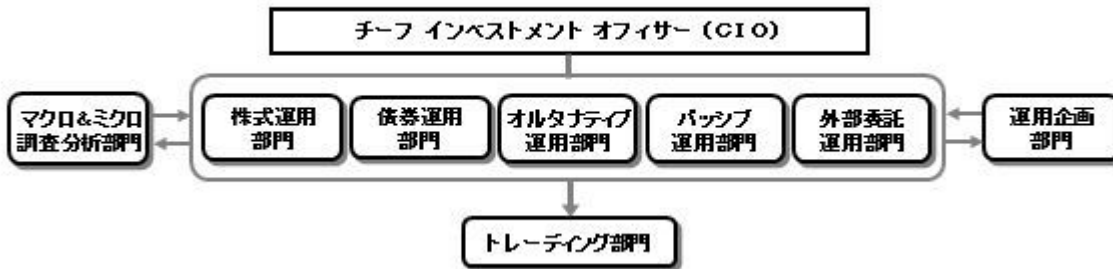 チーフ インベストメント オフィサー（CIO）
マクロ&ミクロ
調査分析部門
株式運用
部門
債券運用
部門
オルタナティブ
運用部門
パッシブ
運用部門
外部委託
運用部門
運用企画
部門
トレーディング部門